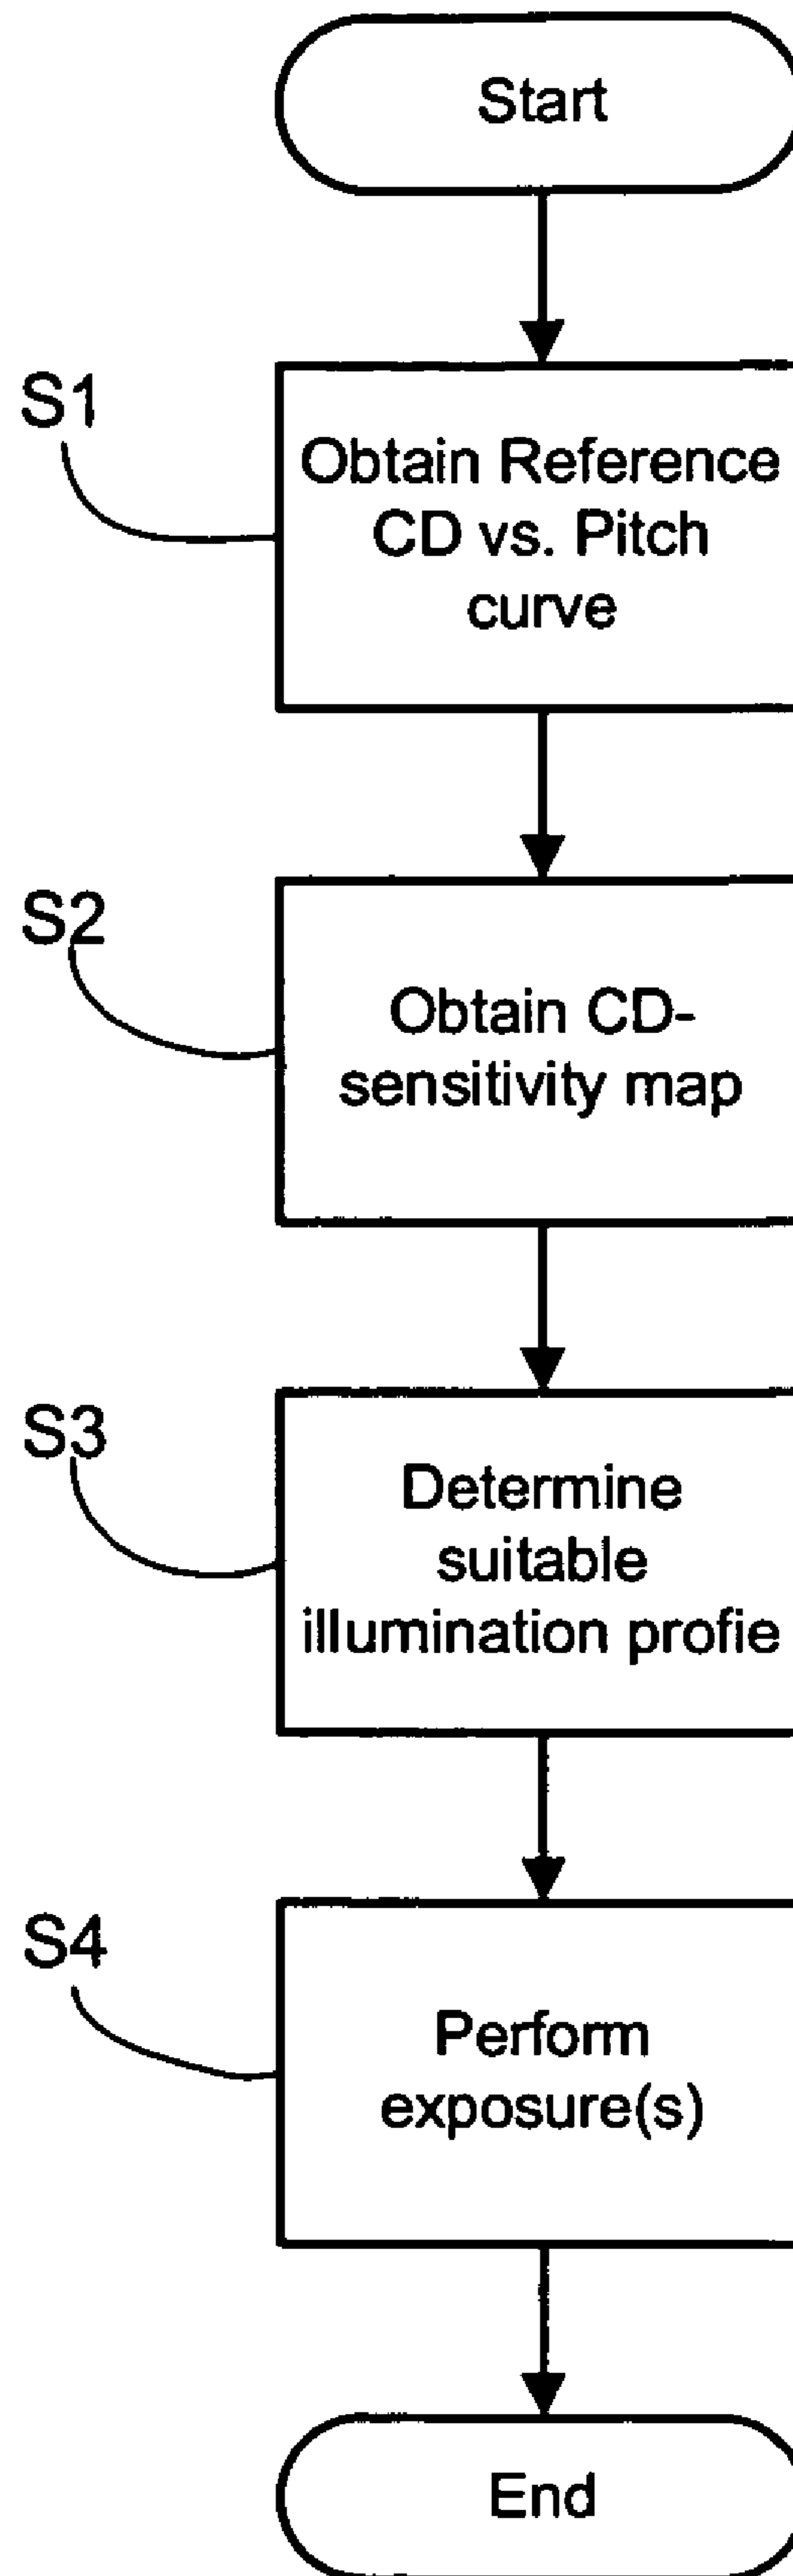 Start
S1
Obtain Reference
CD vs. Pitch
curve
S2
Obtain CD-
sensitivity map
S3
Determine
suitable
illumination profie
S4
Perform
exposure(s)
End